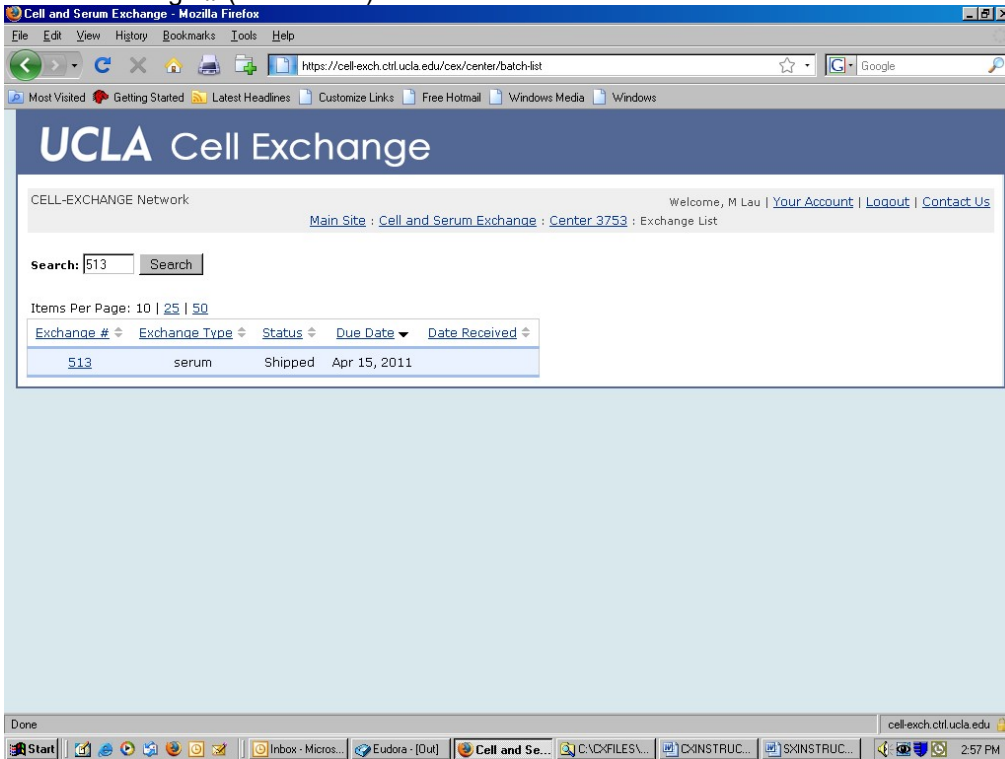 Cell and Serum Exchange - Mozilla Firefox
File Edit View History Bookmarks Tools Help
https://cell-exch.ctrl.ucla.edu/cex/center/batch-list
Google
Most Visited Getting Started Latest Headlines Customize Links Free Hotmail Windows Media Windows
UCLA Cell Exchange
CELL-EXCHANGE Network
Welcome, M Lau | Your Account | Logout | Contact Us
Main Site : Cell and Serum Exchange : Center 3753 : Exchange List
Search: 513 Search
Items Per Page: 10 | 25 | 50
Exchange # Exchange Type Status Due Date Date Received
513 serum Shipped Apr 15, 2011
Done cell-exch.ctrl.ucla.edu
Start Inbox - Micros... Eudora - [Out] Cell and Se... C:\CXFILES\... CXINSTRUC... SXINSTRUC... 2:57 PM